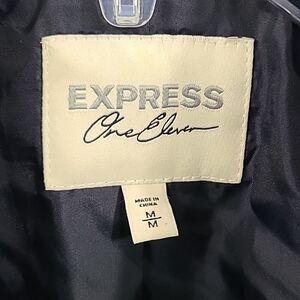 EXPRESS
One Eleven
MADE IN
CHINA
M
M